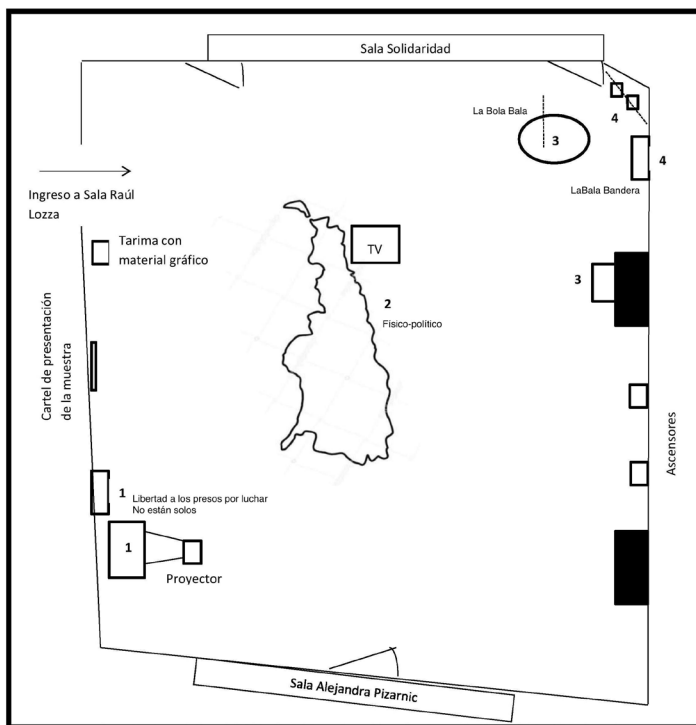 Sala Solidaridad
La Bola Bala
3
4
4
LaBala Bandera
Ingreso a Sala Raúl
Lozza
Tarima con
material gráfico
TV
3
2
Físico-político
Cartel de presentación
de la muestra
Ascensores
1
Libertad a los presos por luchar
No están solos
1
Proyector
Sala Alejandra Pizarnic